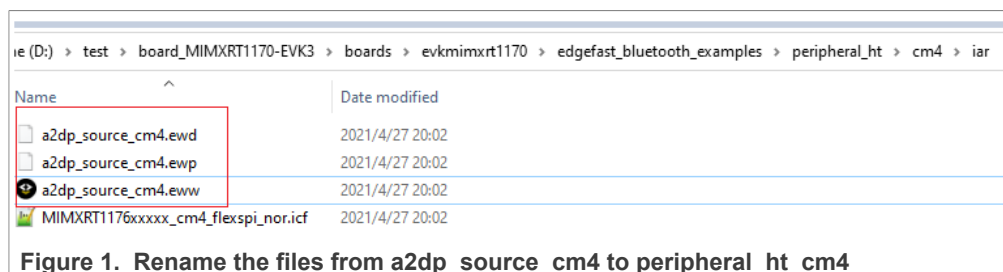 ne (D:) > test > board_MIMXRT1170-EVK3 > boards > evkmimxrt1170 > edgefast_bluetooth_examples > peripheral_ht > cm4 > iar
Name Date modified
a2dp_source_cm4.ewd 2021/4/27 20:02
a2dp_source_cm4.ewp 2021/4/27 20:02
a2dp_source_cm4.eww 2021/4/27 20:02
MIMXRT1176xxxxx_cm4_flexspi_nor.icf 2021/4/27 20:02
Figure 1. Rename the files from a2dp_source_cm4 to peripheral_ht_cm4